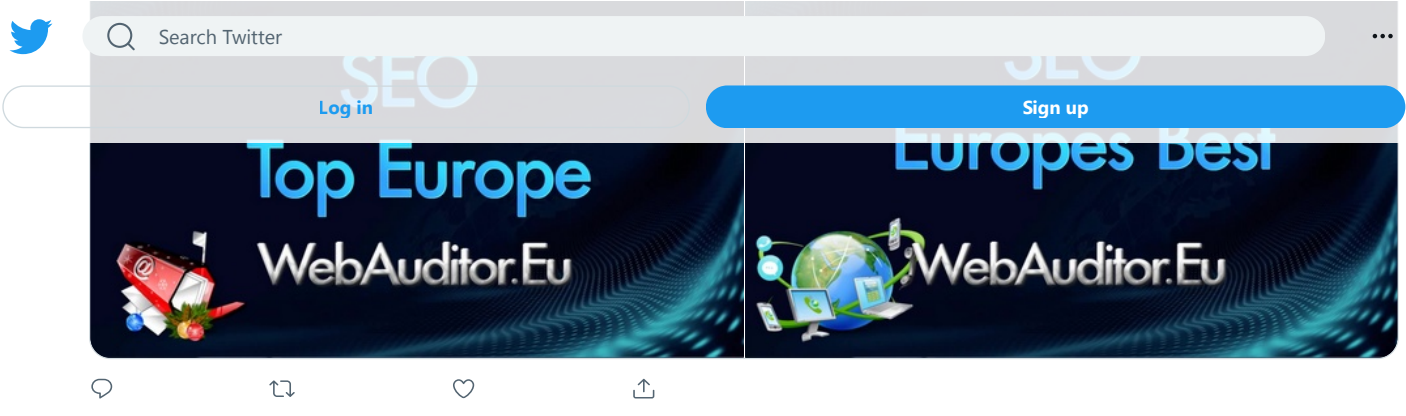 Search Twitter
Log in
Sign up
SEO
Top Europe
WebAuditor.Eu
SEO
Europes Best
WebAuditor.Eu